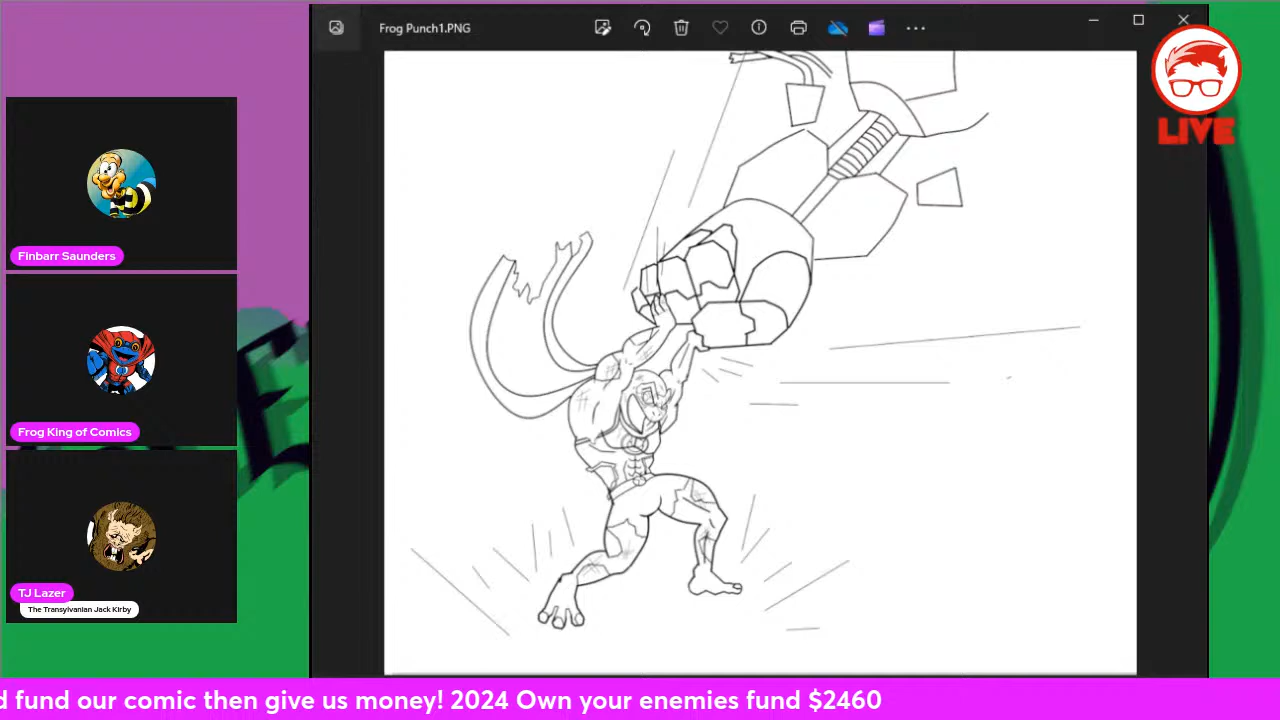 Frog Punch1.PNG
LIVE
Finbarr Saunders
Frog King of Comics
TJ Lazer
The Transylvanian Jack Kirby
d fund our comic then give us money! 2024 Own your enemies fund $2460